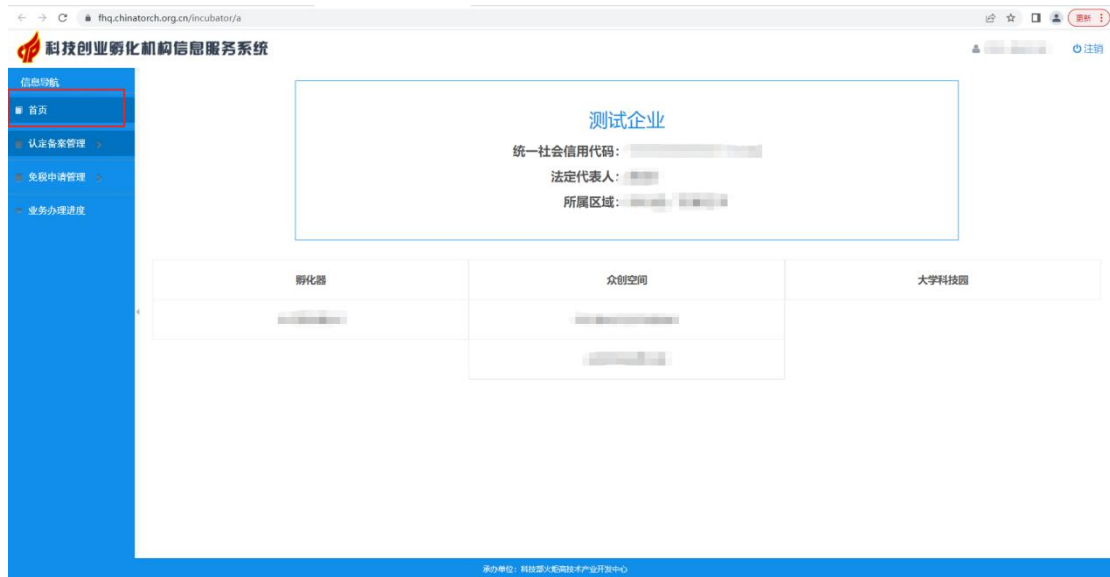 fhq.chinatorch.org.cn/incubator/a
更新
科技创业孵化机构信息服务系统
注销
信息导航
首页
认定备案管理
免税申请管理
业务办理进度
测试企业
统一社会信用代码：
法定代表人：
所属区域：
孵化器 众创空间 大学科技园
承办单位：科技部火炬高技术产业开发中心